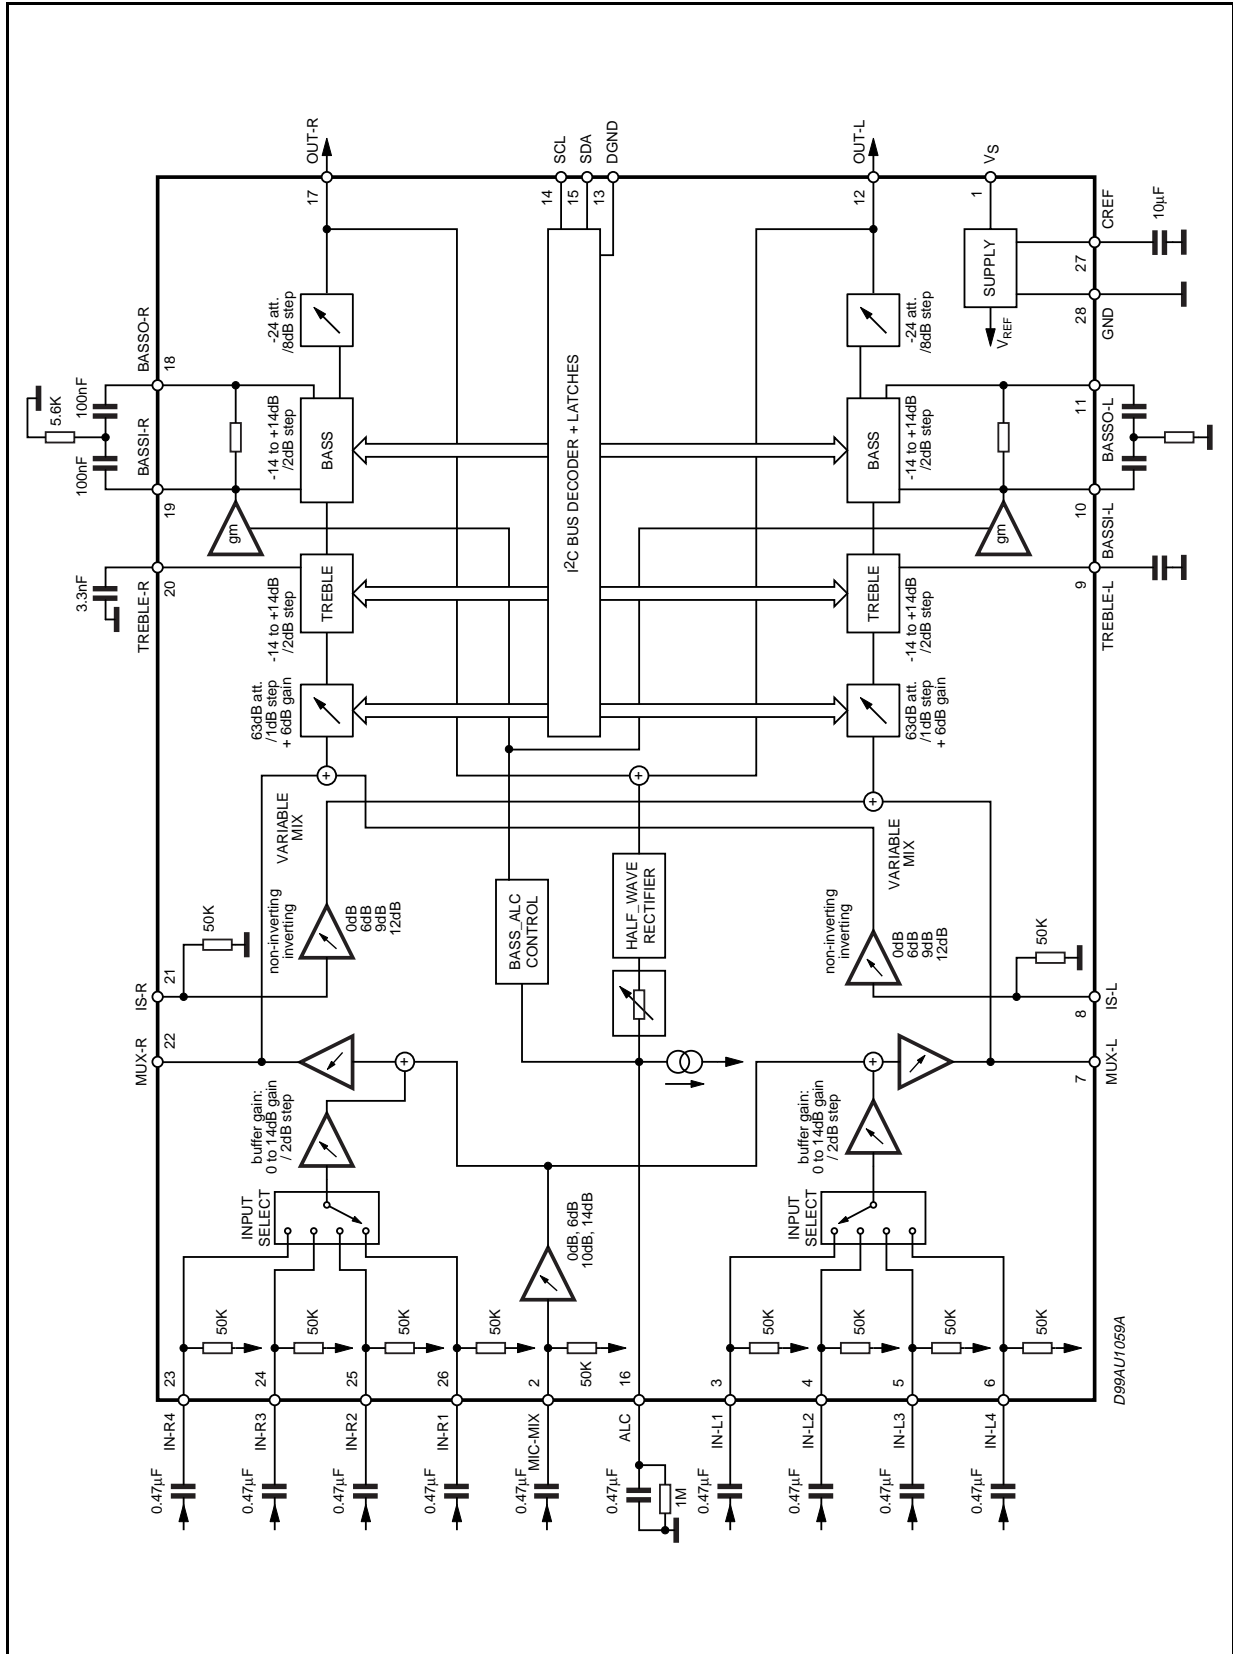 0.47µF
IN-R4
23
50K
0.47µF
IN-R3
24
50K
0.47µF
IN-R2
25
50K
0.47µF
IN-R1
26
50K
0.47µF
MIC-MIX
2
50K
0.47µF
1M
ALC
16
0.47µF
IN-L1
3
50K
0.47µF
IN-L2
4
50K
0.47µF
IN-L3
5
50K
0.47µF
IN-L4
6
50K
INPUT
SELECT
buffer gain:
0 to 14dB gain
/ 2dB step
0dB, 6dB
10dB, 14dB
INPUT
SELECT
buffer gain:
0 to 14dB gain
/ 2dB step
MUX-R
22
IS-R
21
50K
non-inverting
inverting
0dB
6dB
9dB
12dB
VARIABLE
MIX
BASS_ALC
CONTROL
HALF_WAVE
RECTIFIER
non-inverting
inverting
0dB
6dB
9dB
12dB
VARIABLE
MIX
50K
MUX-L
7
IS-L
8
+
+
+
+
+
63dB att.
/1dB step
+ 6dB gain
TREBLE
-14 to +14dB
/2dB step
BASS
-14 to +14dB
/2dB step
-24 att.
/8dB step
TREBLE-R
20
3.3nF
gm
BASSI-R
19
100nF
5.6K
100nF
BASSO-R
18
I2C BUS DECODER + LATCHES
63dB att.
/1dB step
+ 6dB gain
TREBLE
-14 to +14dB
/2dB step
BASS
-14 to +14dB
/2dB step
-24 att.
/8dB step
gm
TREBLE-L
9
BASSI-L
10
BASSO-L
11
SUPPLY
VREF
GND
28
CREF
27
10µF
OUT-R
17
SCL
14
SDA
15
DGND
13
OUT-L
12
VS
1
D99AU1059A